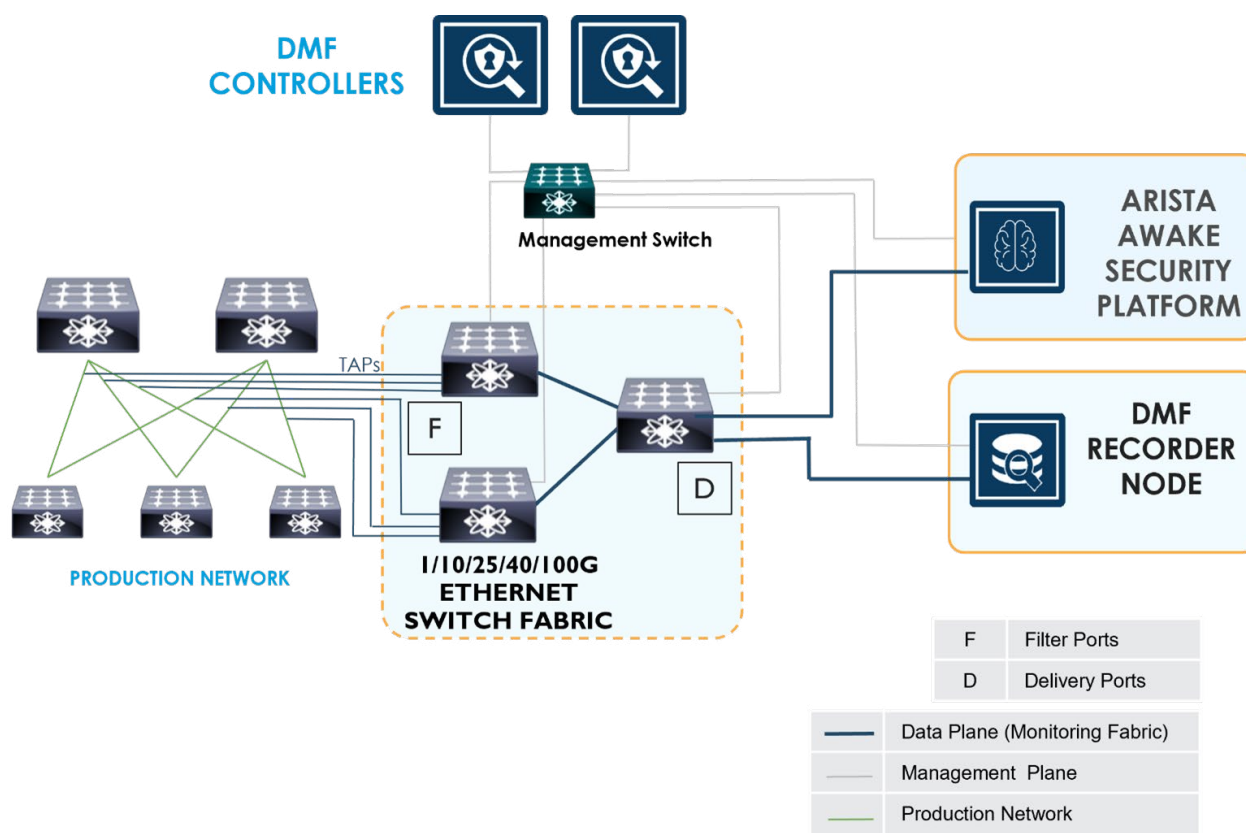 DMF
CONTROLLERS
Management Switch
ARISTA
AWAKE
SECURITY
PLATFORM
TAPs
F
D
DMF
RECORDER
NODE
PRODUCTION NETWORK
1/10/25/40/100G
ETHERNET
SWITCH FABRIC
F Filter Ports
D Delivery Ports
Data Plane (Monitoring Fabric)
Management Plane
Production Network